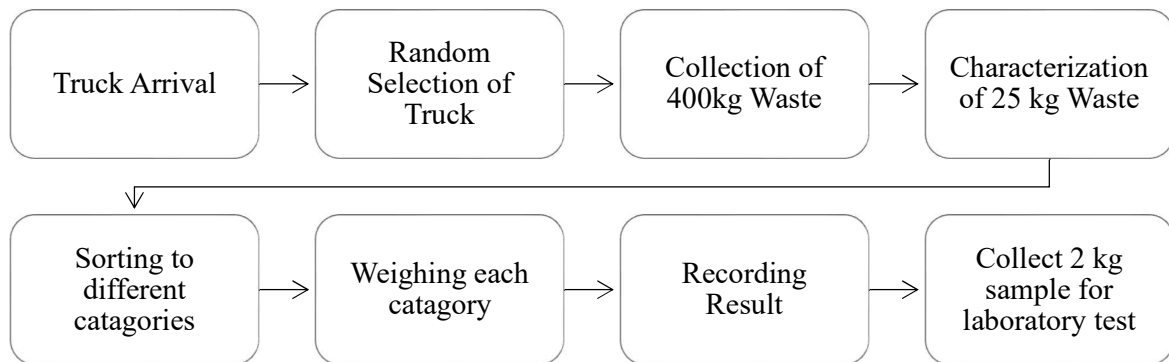 Truck Arrival
Random
Selection of
Truck
Collection of
400kg Waste
Characterization
of 25 kg Waste
Sorting to
different
catagories
Weighing each
catagory
Recording
Result
Collect 2 kg
sample for
laboratory test